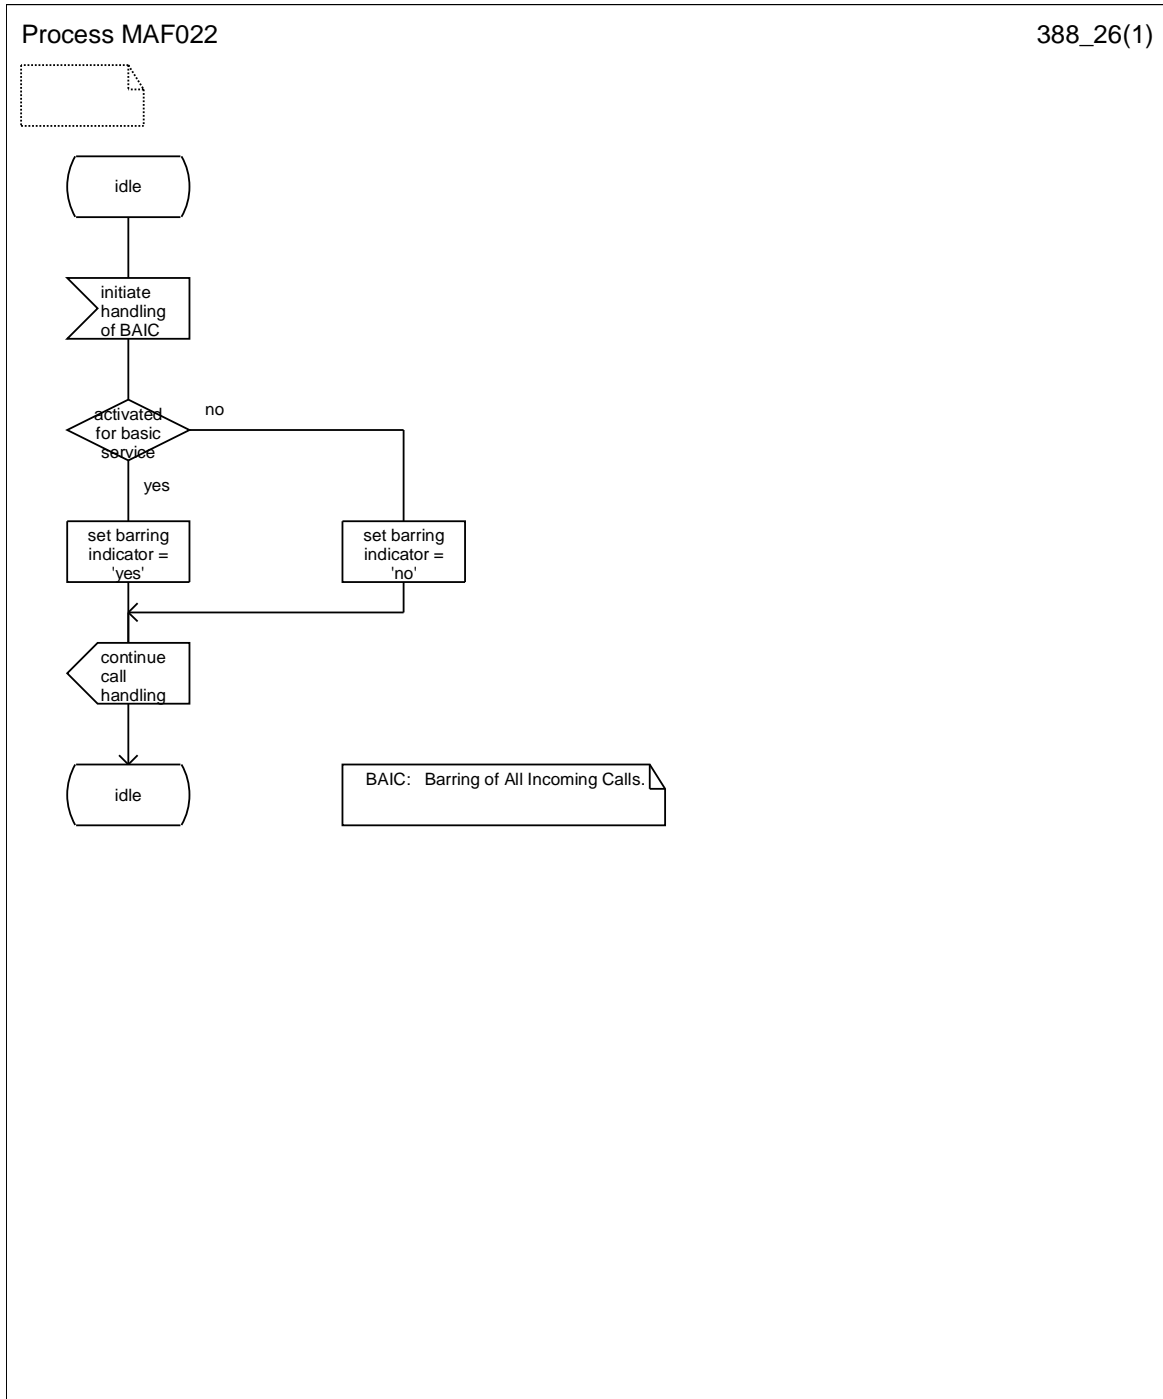 Process MAF022
388_26(1)
idle
initiate
handling
of BAIC
activated
for basic
service
no
yes
set barring
indicator =
'yes'
set barring
indicator =
'no'
continue
call
handling
idle
BAIC: Barring of All Incoming Calls.